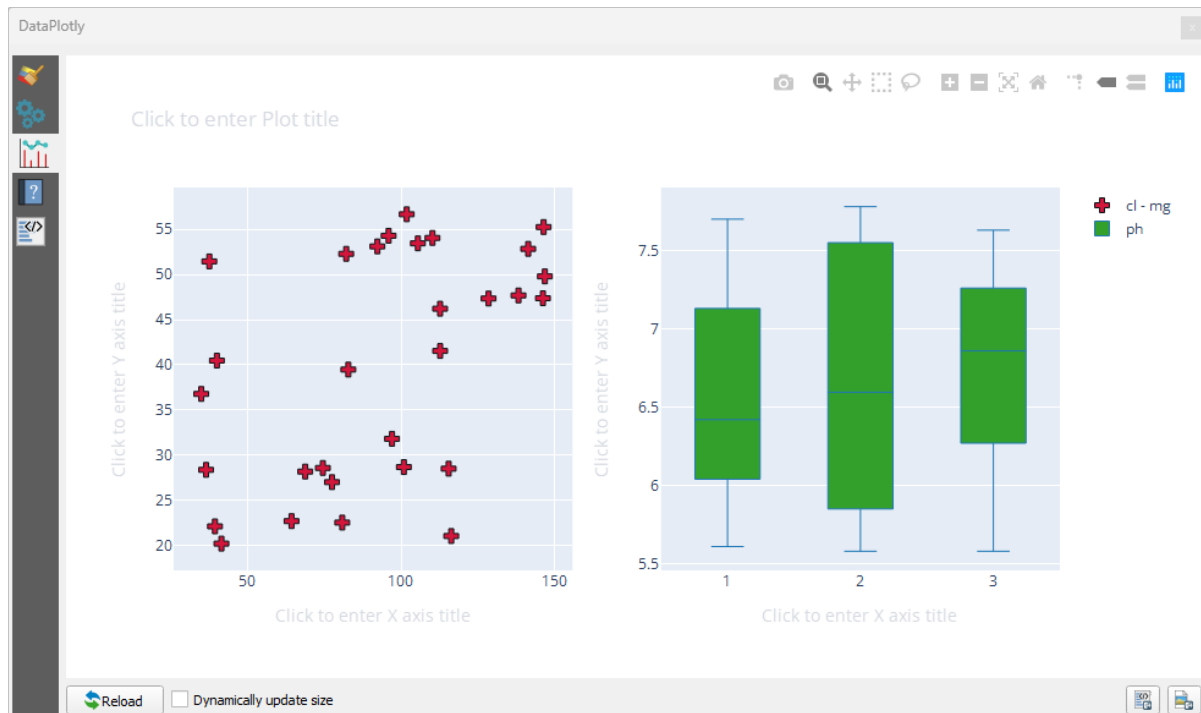 DataPlotly
x
Click to enter Plot title
Click to enter Y axis title
55
50
45
40
35
30
25
20
50 100 150
Click to enter X axis title
Click to enter Y axis title
7.5
7
6.5
6
5.5
1 2 3
Click to enter X axis title
cl - mg
ph
?
</>
Reload
Dynamically update size